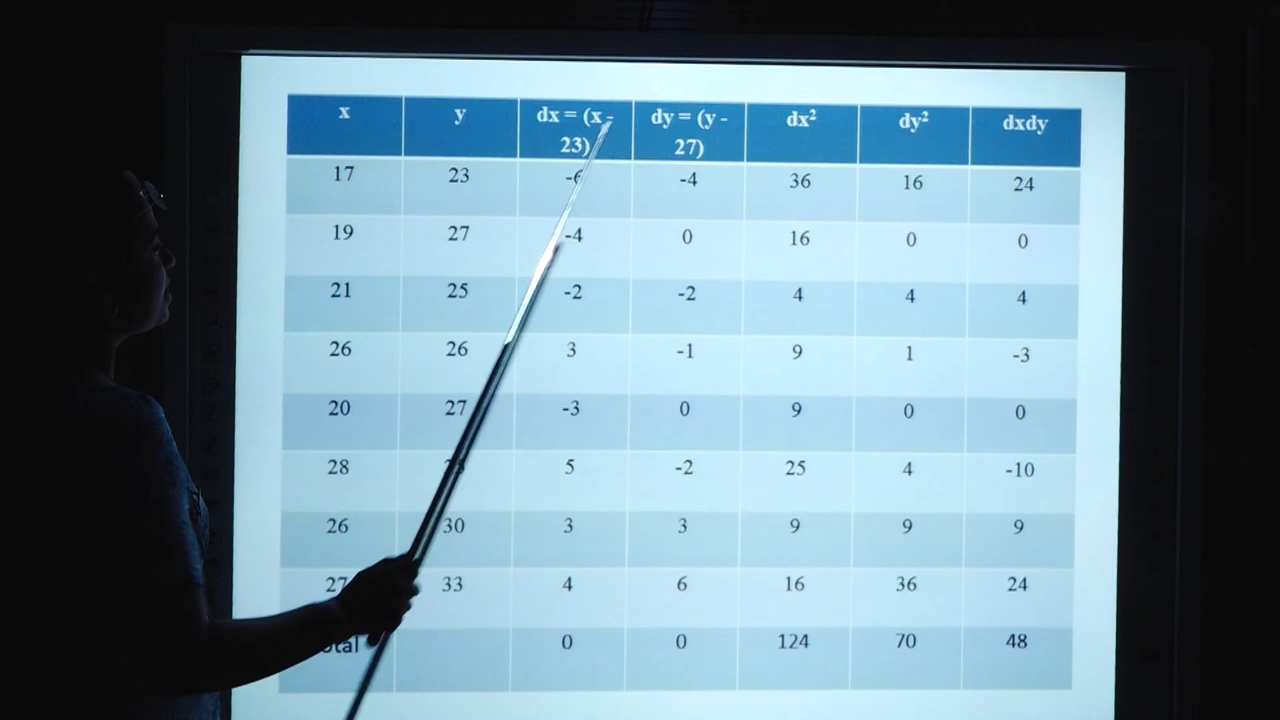 x y dx = (x - 23) dy = (y - 27) dx² dy² dxdy
17 23 -6 -4 36 16 24
19 27 -4 0 16 0 0
21 25 -2 -2 4 4 4
26 26 3 -1 9 1 -3
20 27 -3 0 9 0 0
28 5 -2 25 4 -10
26 30 3 3 9 9 9
27 33 4 6 16 36 24
Total 0 0 124 70 48